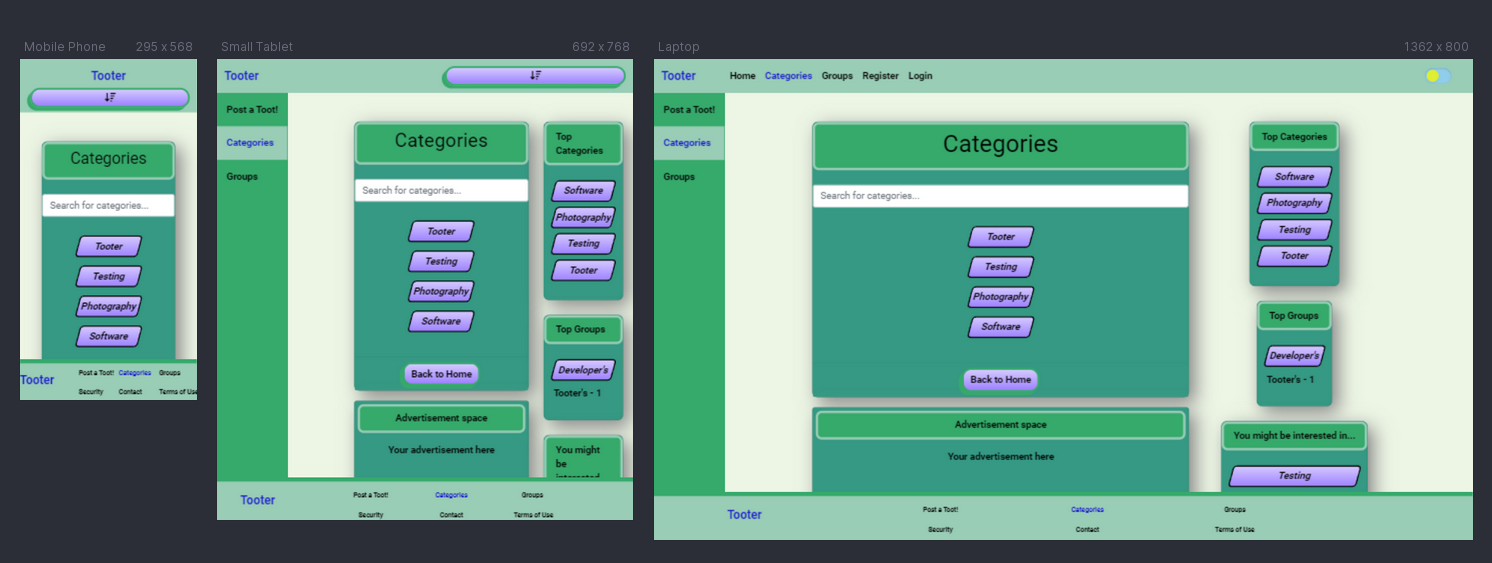 Mobile Phone 295 x 568
Tooter
Categories
Search for categories...
Tooter
Testing
Photography
Software
Tooter
Post a Toot! Categories Groups
Security Contact Terms of Use
Small Tablet 692 x 768
Tooter
Post a Toot!
Categories
Groups
Categories
Search for categories...
Tooter
Testing
Photography
Software
Back to Home
Advertisement space
Your advertisement here
Top
Categories
Software
Photography
Testing
Tooter
Top Groups
Developer's
Tooter's - 1
You might
be
interested
Tooter
Post a Toot! Categories Groups
Security Contact Terms of Use
Laptop 1362 x 800
Tooter Home Categories Groups Register Login
Post a Toot!
Categories
Groups
Categories
Search for categories...
Tooter
Testing
Photography
Software
Back to Home
Advertisement space
Your advertisement here
Top Categories
Software
Photography
Testing
Tooter
Top Groups
Developer's
Tooter's - 1
You might be interested in...
Testing
Tooter
Post a Toot! Categories Groups
Security Contact Terms of Use